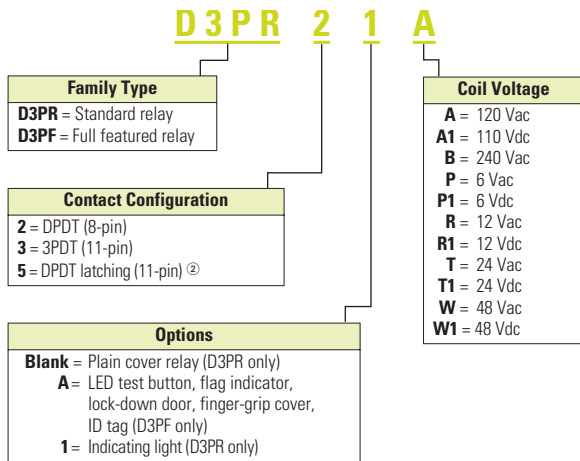 D 3 P R 2 1 A
Family Type
D3PR = Standard relay
D3PF = Full featured relay
Contact Configuration
2 = DPDT (8-pin)
3 = 3PDT (11-pin)
5 = DPDT latching (11-pin) ②
Options
Blank = Plain cover relay (D3PR only)
A = LED test button, flag indicator,
lock-down door, finger-grip cover,
ID tag (D3PF only)
1 = Indicating light (D3PR only)
Coil Voltage
A = 120 Vac
A1 = 110 Vdc
B = 240 Vac
P = 6 Vac
P1 = 6 Vdc
R = 12 Vac
R1 = 12 Vdc
T = 24 Vac
T1 = 24 Vdc
W = 48 Vac
W1 = 48 Vdc